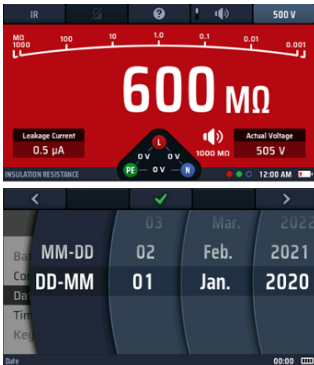 IR
?
500 V
MΩ
1000 100 10 1.0 0.1 0.01 0.001
600 MΩ
Leakage Current
0.5 µA
L
0 V 0 V
PE 0 V N
1000 MΩ
Actual Voltage
505 V
INSULATION RESISTANCE
12:00 AM
< >
03 Mar. 2022
MM-DD 02 Feb. 2021
DD-MM 01 Jan. 2020
Da
Tim
Date
00:00